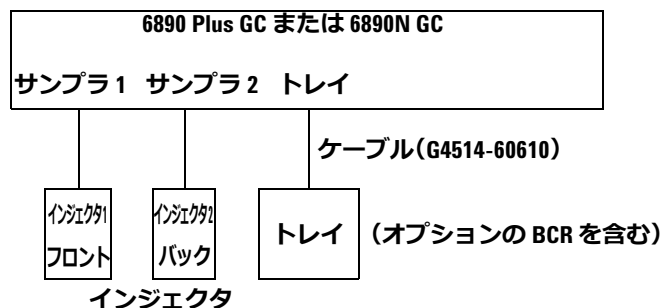 6890 Plus GC または 6890N GC
サンプラ 1 サンプラ 2 トレイ
ケーブル(G4514-60610)
インジェクタ1
フロント
インジェクタ2
バック
トレイ
(オプションの BCR を含む)
インジェクタ